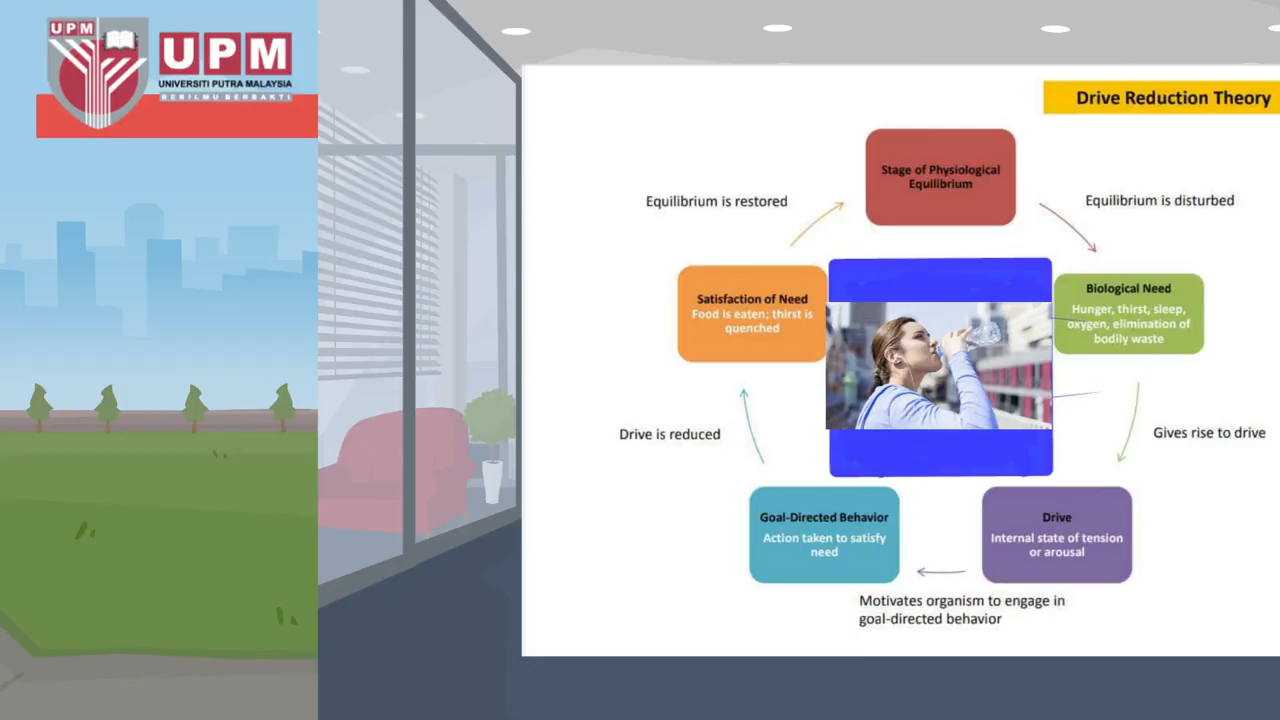 UPM
UPM
UNIVERSITI PUTRA MALAYSIA
BERILMU BERBAKTI
Drive Reduction Theory
Stage of Physiological
Equilibrium
Equilibrium is restored
Equilibrium is disturbed
Satisfaction of Need
Food is eaten; thirst is
quenched
Biological Need
Hunger, thirst, sleep,
oxygen, elimination of
bodily waste
Drive is reduced
Gives rise to drive
Goal-Directed Behavior
Action taken to satisfy
need
Drive
Internal state of tension
or arousal
Motivates organism to engage in
goal-directed behavior